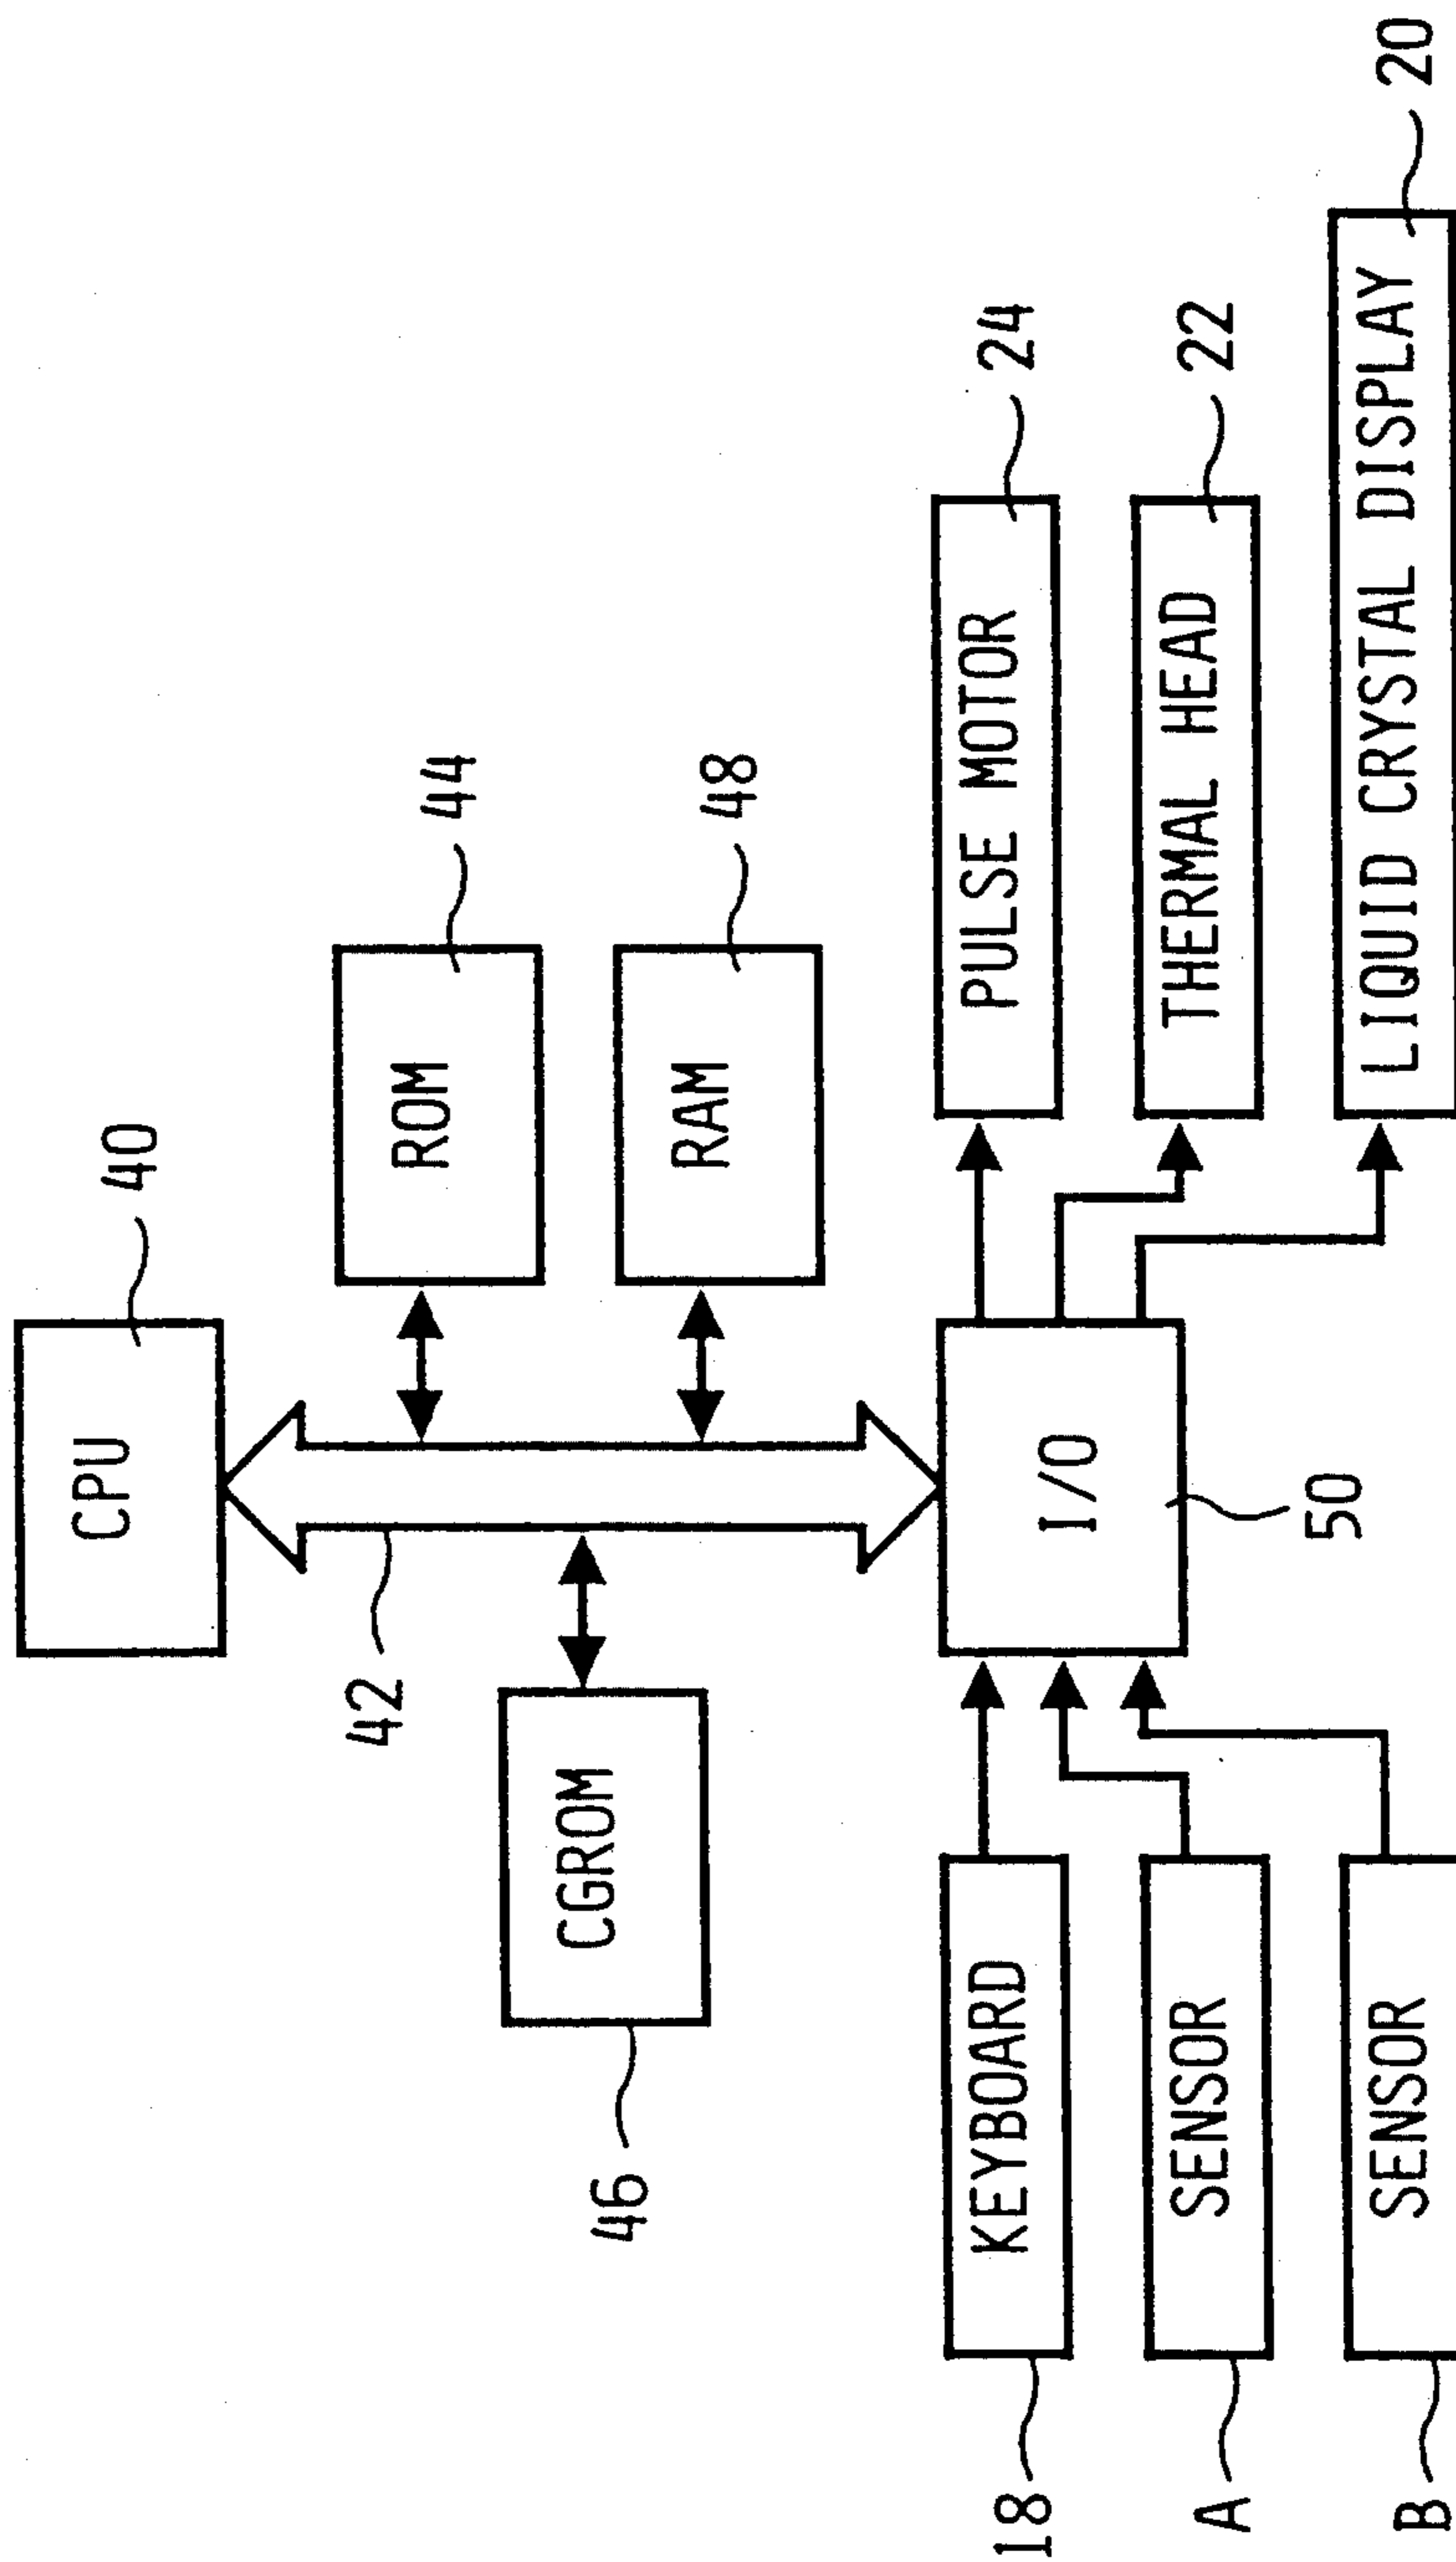 CPU
40
42
ROM
44
CGROM
46
RAM
48
KEYBOARD
18
I/O
50
PULSE MOTOR
24
SENSOR
A
THERMAL HEAD
22
SENSOR
B
LIQUID CRYSTAL DISPLAY
20